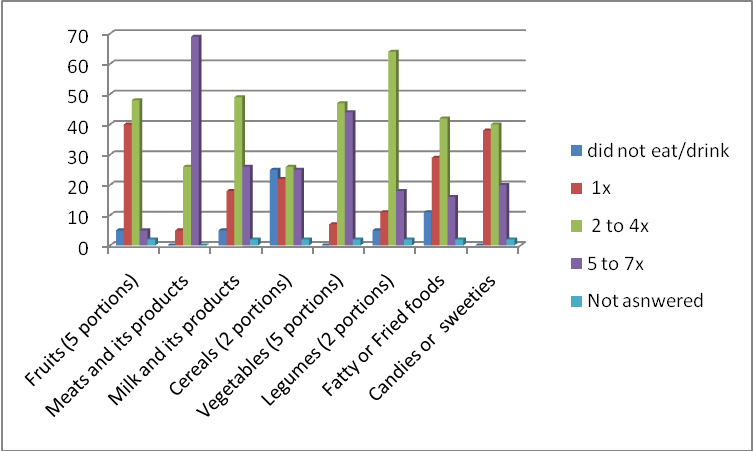 70
60
50
40
30
20
10
0
Fruits (5 portions)
Meats and its products
Milk and its products
Cereals (2 portions)
Vegetables (5 portions)
Legumes (2 portions)
Fatty or Fried foods
Candies or sweeties
did not eat/drink
1x
2 to 4x
5 to 7x
Not asnwered